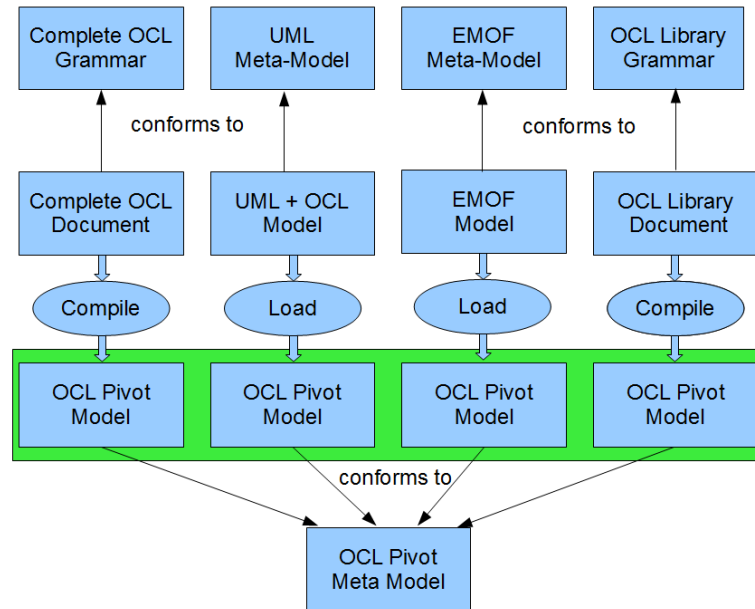 Complete OCL
Grammar
UML
Meta-Model
EMOF
Meta-Model
OCL Library
Grammar
conforms to
conforms to
Complete OCL
Document
UML + OCL
Model
EMOF
Model
OCL Library
Document
Compile
Load
Load
Compile
OCL Pivot
Model
OCL Pivot
Model
OCL Pivot
Model
OCL Pivot
Model
conforms to
OCL Pivot
Meta Model